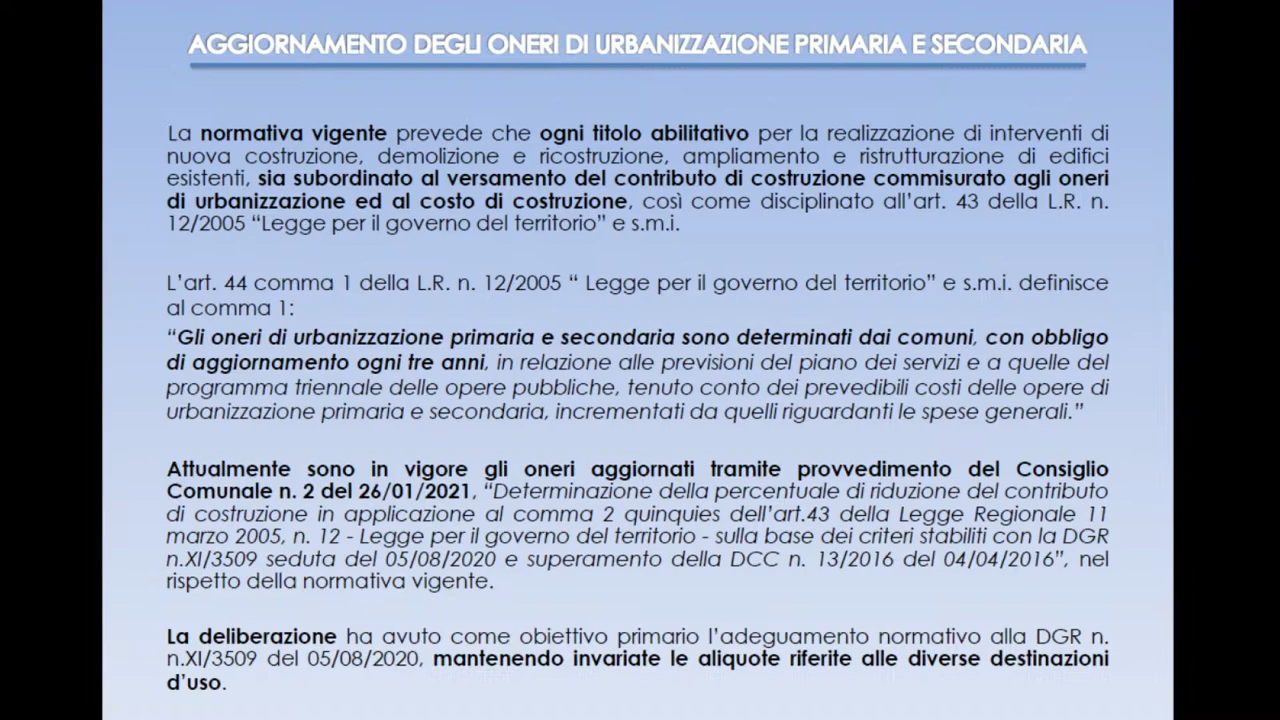 AGGIORNAMENTO DEGLI ONERI DI URBANIZZAZIONE PRIMARIA E SECONDARIA
La normativa vigente prevede che ogni titolo abilitativo per la realizzazione di interventi di
nuova costruzione, demolizione e ricostruzione, ampliamento e ristrutturazione di edifici
esistenti, sia subordinato al versamento del contributo di costruzione commisurato agli oneri
di urbanizzazione ed al costo di costruzione, così come disciplinato all'art. 43 della L.R. n.
12/2005 “Legge per il governo del territorio” e s.m.i.
L'art. 44 comma 1 della L.R. n. 12/2005 “ Legge per il governo del territorio” e s.m.i. definisce
al comma 1:
“Gli oneri di urbanizzazione primaria e secondaria sono determinati dai comuni, con obbligo
di aggiornamento ogni tre anni, in relazione alle previsioni del piano dei servizi e a quelle del
programma triennale delle opere pubbliche, tenuto conto dei prevedibili costi delle opere di
urbanizzazione primaria e secondaria, incrementati da quelli riguardanti le spese generali.”
Attualmente sono in vigore gli oneri aggiornati tramite provvedimento del Consiglio
Comunale n. 2 del 26/01/2021, “Determinazione della percentuale di riduzione del contributo
di costruzione in applicazione al comma 2 quinquies dell'art.43 della Legge Regionale 11
marzo 2005, n. 12 - Legge per il governo del territorio - sulla base dei criteri stabiliti con la DGR
n.XI/3509 seduta del 05/08/2020 e superamento della DCC n. 13/2016 del 04/04/2016”, nel
rispetto della normativa vigente.
La deliberazione ha avuto come obiettivo primario l'adeguamento normativo alla DGR n.
n.XI/3509 del 05/08/2020, mantenendo invariate le aliquote riferite alle diverse destinazioni
d'uso.